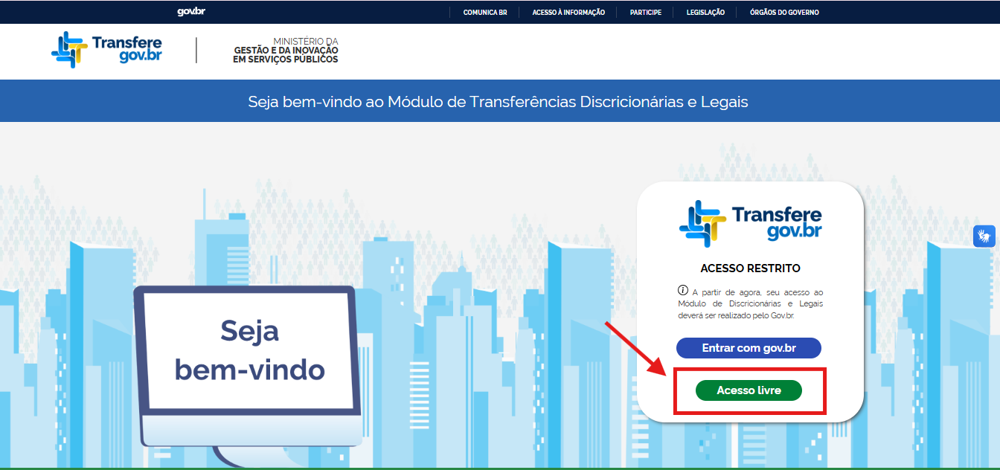 gov.br
COMUNICA BR
ACESSO À INFORMAÇÃO
PARTICIPE
LEGISLAÇÃO
ÓRGÃOS DO GOVERNO
Transfere
gov.br
MINISTÉRIO DA
GESTÃO E DA INOVAÇÃO
EM SERVIÇOS PÚBLICOS
Seja bem-vindo ao Módulo de Transferências Discricionárias e Legais
Seja
bem-vindo
Transfere
gov.br
ACESSO RESTRITO
A partir de agora, seu acesso ao
Módulo de Discricionárias e Legais
deverá ser realizado pelo Gov.br.
Entrar com gov.br
Acesso livre